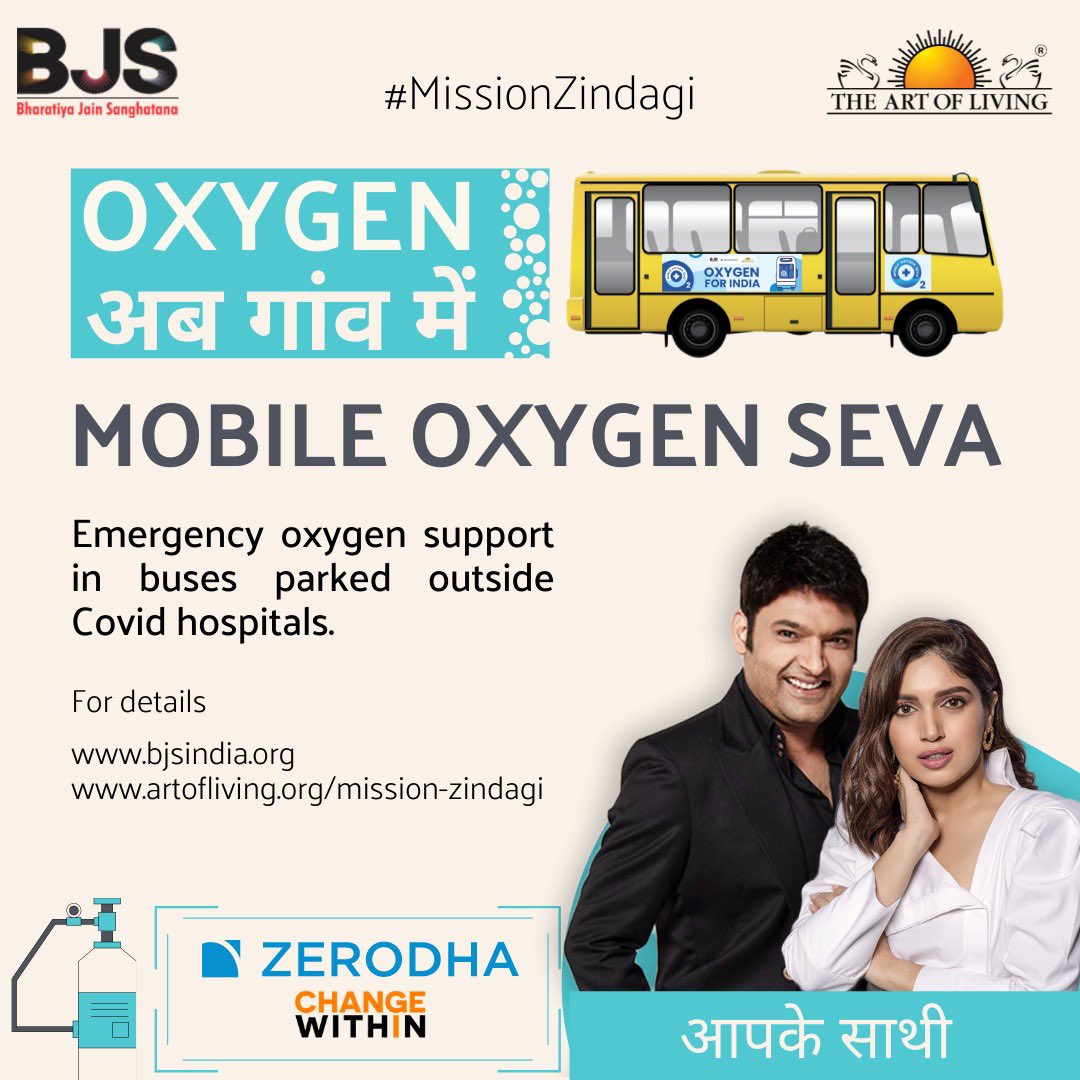 BJS
Bharatiya Jain Sanghatana
#MissionZindagi
THE ART OF LIVING
®
OXYGEN
अब गांव में
OXYGEN
FOR INDIA
2
2
MOBILE OXYGEN SEVA
Emergency oxygen support
in buses parked outside
Covid hospitals.
For details
www.bjsindia.org
www.artofliving.org/mission-zindagi
ZERODHA
CHANGE
WITHIN
आपके साथी